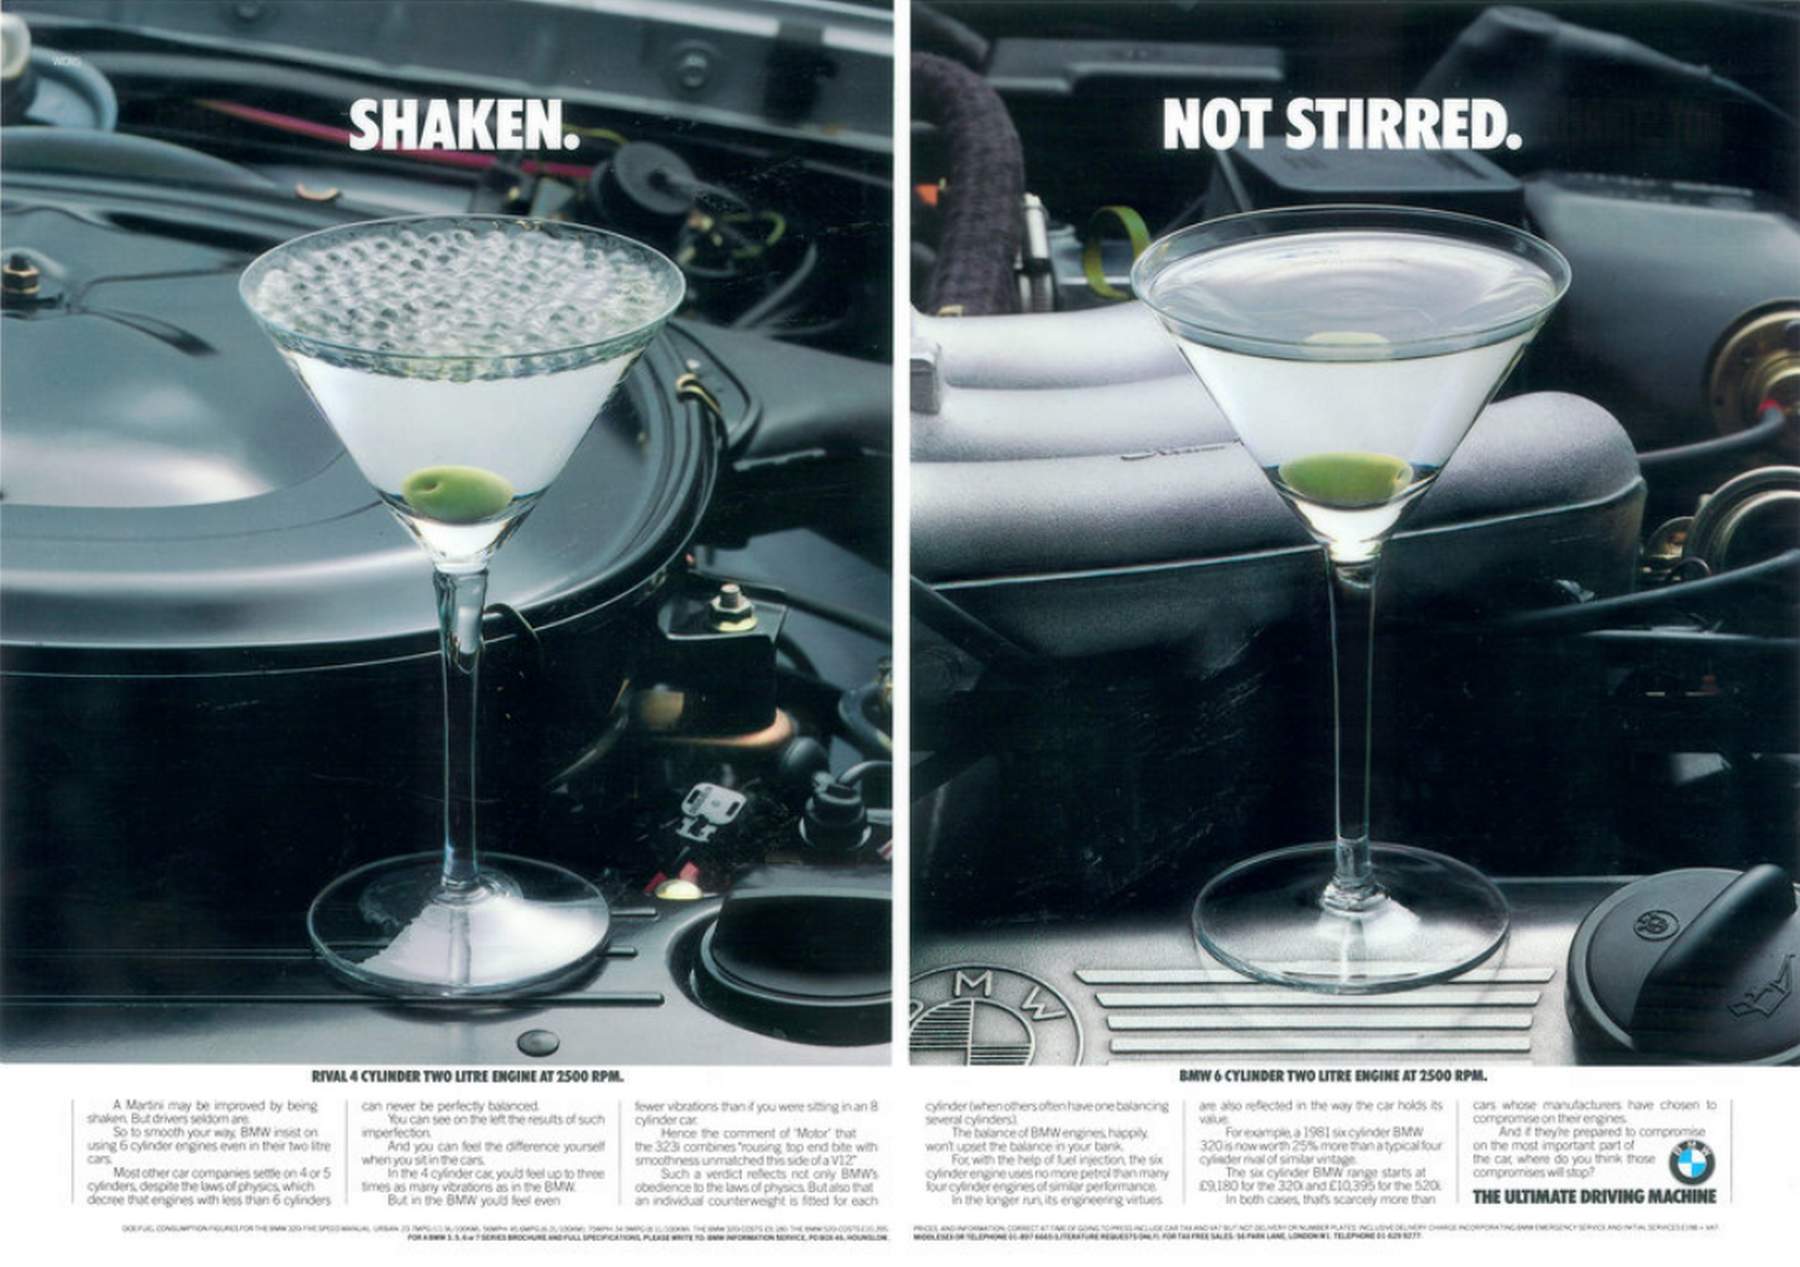 WCRS
SHAKEN.
NOT STIRRED.
BMW
RIVAL 4 CYLINDER TWO LITRE ENGINE AT 2500 RPM.
A Martini may be improved by being
shaken. But drivers seldom are.
So to smooth your way, BMW insist on
using 6 cylinder engines even in their two litre
cars.
Most other car companies settle on 4 or 5
cylinders, despite the laws of physics, which
decree that engines with less than 6 cylinders
can never be perfectly balanced.
You can see on the left the results of such
imperfection.
And you can feel the difference yourself
when you sit in the cars.
In the 4 cylinder car, you'd feel up to three
times as many vibrations as in the BMW.
But in the BMW you'd feel even
fewer vibrations than if you were sitting in an 8
cylinder car.
Hence the comment of 'Motor' that
the 323i combines "rousing top end bite with
smoothness unmatched this side of a V12."
Such a verdict reflects not only BMW's
obedience to the laws of physics. But also that
an individual counterweight is fitted for each
BMW 6 CYLINDER TWO LITRE ENGINE AT 2500 RPM.
cylinder (when others often have one balancing
several cylinders).
The balance of BMW engines, happily,
won't upset the balance in your bank.
For, with the help of fuel injection, the six
cylinder engine uses no more petrol than many
four cylinder engines of similar performance.
In the longer run, its engineering virtues
are also reflected in the way the car holds its
value.
For example, a 1981 six cylinder BMW
320 is now worth 25% more than a typical four
cylinder rival of similar vintage.
The six cylinder BMW range starts at
£9,180 for the 320i and £10,395 for the 520i.
In both cases, that's scarcely more than
cars whose manufacturers have chosen to
compromise on their engines.
And if they're prepared to compromise
on the most important part of
the car, where do you think those
compromises will stop?
BMW
THE ULTIMATE DRIVING MACHINE
FOR A BMW 3, 5, 6 or 7 SERIES BROCHURE AND FULL SPECIFICATIONS, PLEASE WRITE TO: BMW INFORMATION SERVICE, PO BOX 46, HOUNSLOW,
MIDDLESEX OR TELEPHONE 01-897 6665 (LITERATURE REQUESTS ONLY). FOR TAX FREE SALES: 56 PARK LANE, LONDON W1. TELEPHONE 01-629 9277.